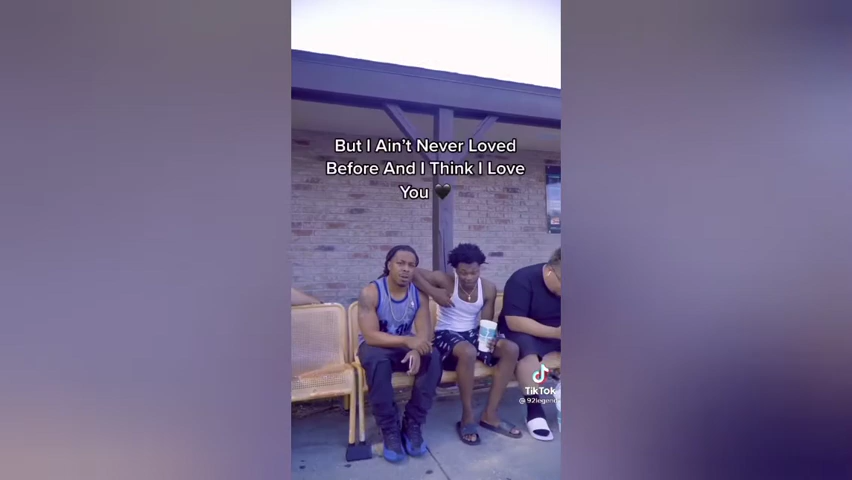 But I Ain't Never Loved
Before And I Think I Love
You 🖤
TikTok